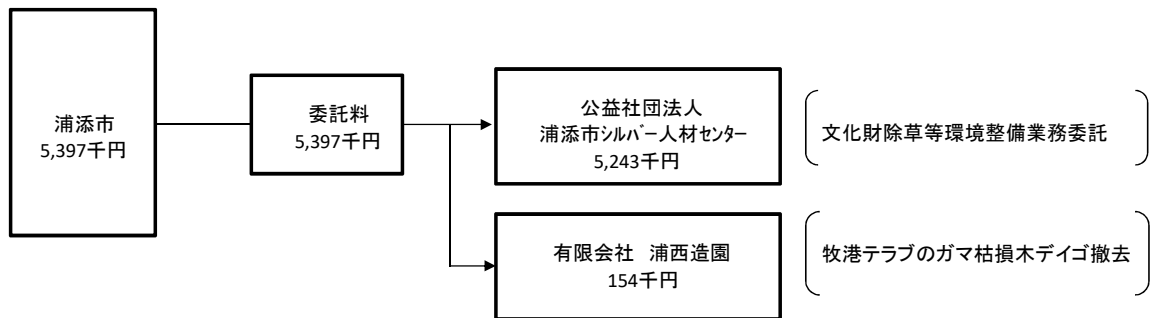 浦添市
5,397千円
委託料
5,397千円
公益社団法人
浦添市ｼﾙﾊﾞｰ人材ｾﾝﾀｰ
5,243千円
文化財除草等環境整備業務委託
有限会社　浦西造園
154千円
牧港テラブのガマ枯損木デイゴ撤去